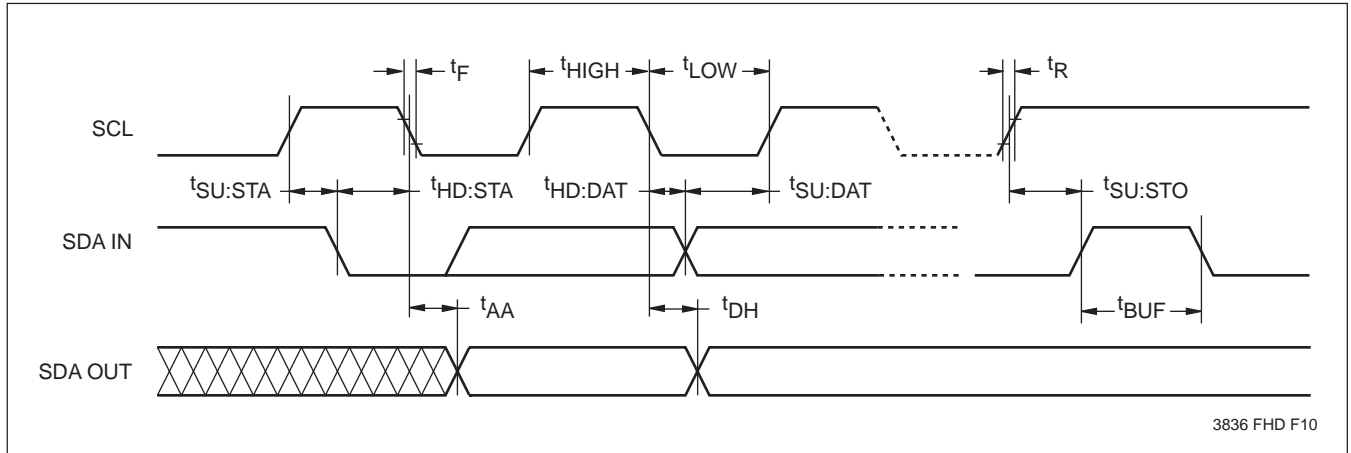 tF tHIGH tLOW tR
SCL
tSU:STA tHD:STA tHD:DAT tSU:DAT tSU:STO
SDA IN
tAA tDH tBUF
SDA OUT
3836 FHD F10